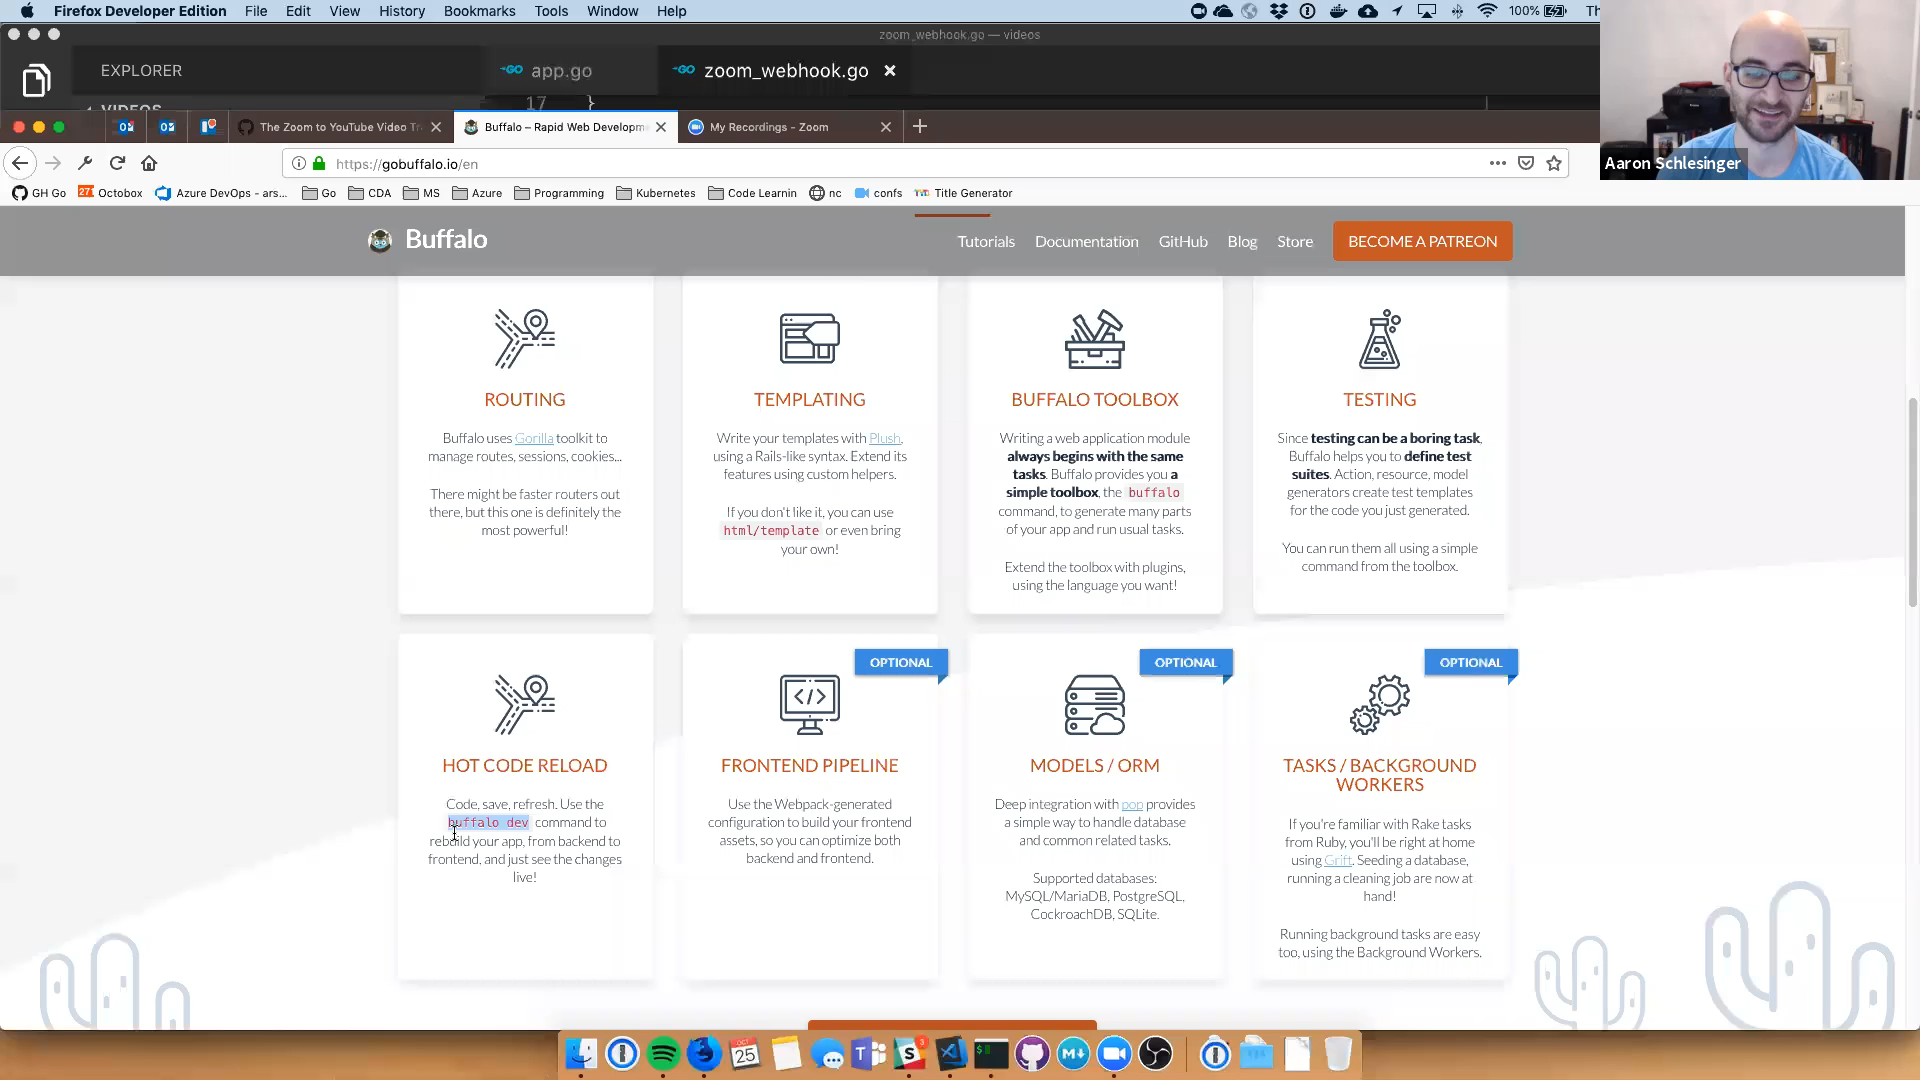 Firefox Developer Edition File Edit View History Bookmarks Tools Window Help 100% Th
zoom_webhook.go — videos
EXPLORER app.go zoom_webhook.go
VIDEOS 17 }
The Zoom to YouTube Video Tr Buffalo – Rapid Web Developm My Recordings - Zoom
https://gobuffalo.io/en
Aaron Schlesinger
GH Go 271 Octobox Azure DevOps - ars... Go CDA MS Azure Programming Kubernetes Code Learnin nc confs Title Generator
Buffalo Tutorials Documentation GitHub Blog Store BECOME A PATREON
ROUTING
Buffalo uses Gorilla toolkit to
manage routes, sessions, cookies...
There might be faster routers out
there, but this one is definitely the
most powerful!
TEMPLATING
Write your templates with Plush,
using a Rails-like syntax. Extend its
features using custom helpers.
If you don't like it, you can use
html/template or even bring
your own!
BUFFALO TOOLBOX
Writing a web application module
always begins with the same
tasks. Buffalo provides you a
simple toolbox, the buffalo
command, to generate many parts
of your app and run usual tasks.
Extend the toolbox with plugins,
using the language you want!
TESTING
Since testing can be a boring task,
Buffalo helps you to define test
suites. Action, resource, model
generators create test templates
for the code you just generated.
You can run them all using a simple
command from the toolbox.
HOT CODE RELOAD
Code, save, refresh. Use the
buffalo dev command to
rebuild your app, from backend to
frontend, and just see the changes
live!
OPTIONAL
FRONTEND PIPELINE
Use the Webpack-generated
configuration to build your frontend
assets, so you can optimize both
backend and frontend.
OPTIONAL
MODELS / ORM
Deep integration with pop provides
a simple way to handle database
and common related tasks.
Supported databases:
MySQL/MariaDB, PostgreSQL,
CockroachDB, SQLite.
OPTIONAL
TASKS / BACKGROUND
WORKERS
If you're familiar with Rake tasks
from Ruby, you'll be right at home
using Grift. Seeding a database,
running a cleaning job are now at
hand!
Running background tasks are easy
too, using the Background Workers.
OCT
25
3